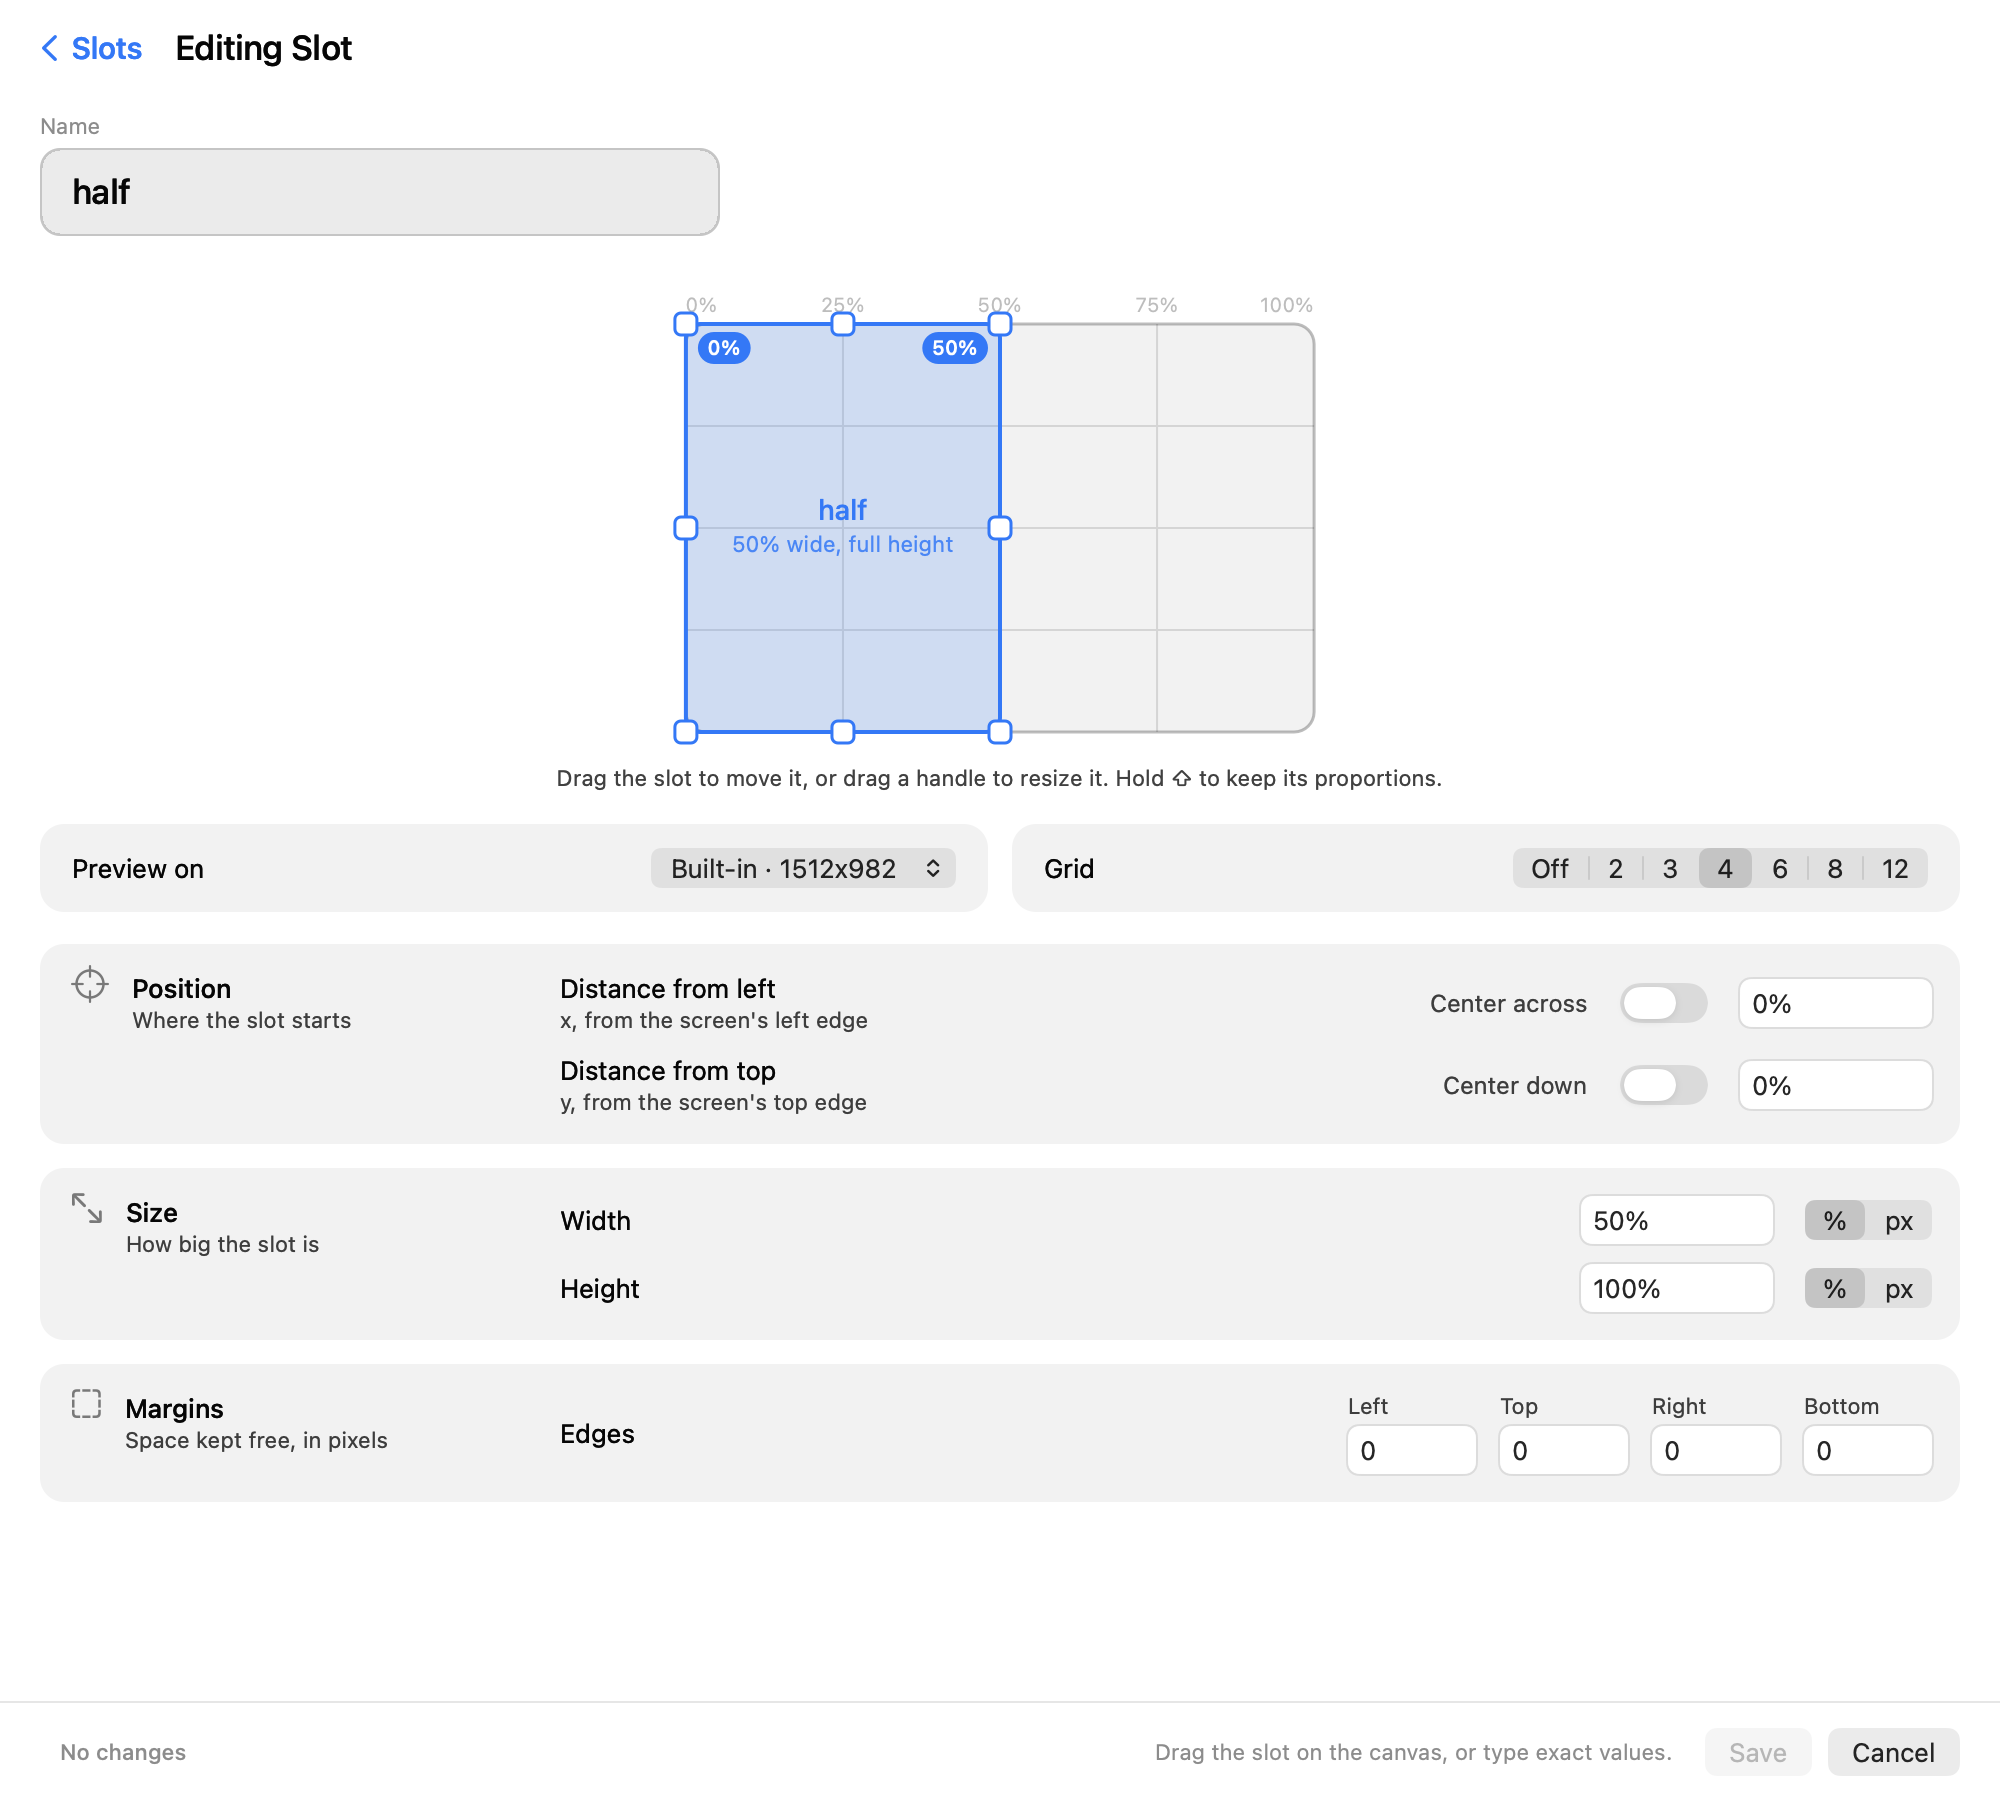 Slots Editing Slot
Name
half
0% 25% 50% 75% 100%
0% 50%
half
50% wide, full height
Drag the slot to move it, or drag a handle to resize it. Hold ⇧ to keep its proportions.
Preview on Built-in · 1512x982
Grid Off 2 3 4 6 8 12
Position
Where the slot starts
Distance from left
x, from the screen's left edge
Center across 0%
Distance from top
y, from the screen's top edge
Center down 0%
Size
How big the slot is
Width 50% % px
Height 100% % px
Margins
Space kept free, in pixels
Edges
Left Top Right Bottom
0 0 0 0
No changes
Drag the slot on the canvas, or type exact values.
Save Cancel